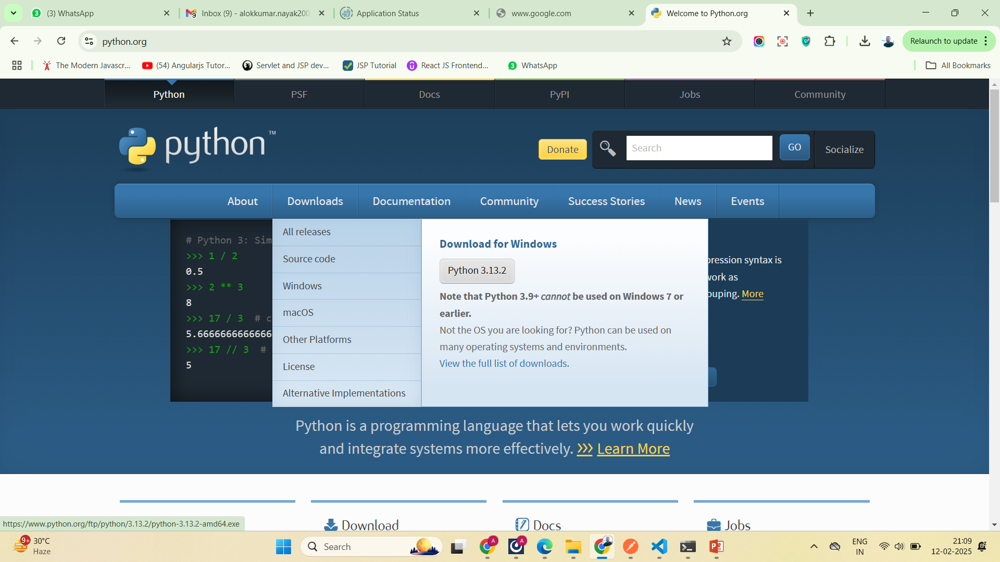 (3) WhatsApp
Inbox (9) - alokkumar.nayak200
Application Status
www.google.com
Welcome to Python.org
python.org
Relaunch to update
The Modern Javascr...
(54) Angularjs Tutor...
Servlet and JSP dev...
JSP Tutorial
React JS Frontend...
WhatsApp
All Bookmarks
Python
PSF
Docs
PyPI
Jobs
Community
python™
Donate
Search
GO
Socialize
About
Downloads
Documentation
Community
Success Stories
News
Events
# Python 3: Sim
>>> 1 / 2
0.5
>>> 2 ** 3
8
>>> 17 / 3 # c
5.6666666666666
>>> 17 // 3 #
5
All releases
Source code
Windows
macOS
Other Platforms
License
Alternative Implementations
Download for Windows
Python 3.13.2
Note that Python 3.9+ cannot be used on Windows 7 or
earlier.
Not the OS you are looking for? Python can be used on
many operating systems and environments.
View the full list of downloads.
pression syntax is
work as
ouping. More
Python is a programming language that lets you work quickly
and integrate systems more effectively. >>> Learn More
Download
Docs
Jobs
https://www.python.org/ftp/python/3.13.2/python-3.13.2-amd64.exe
9+
30°C
Haze
Search
A
A
ENG
IN
21:09
12-02-2025